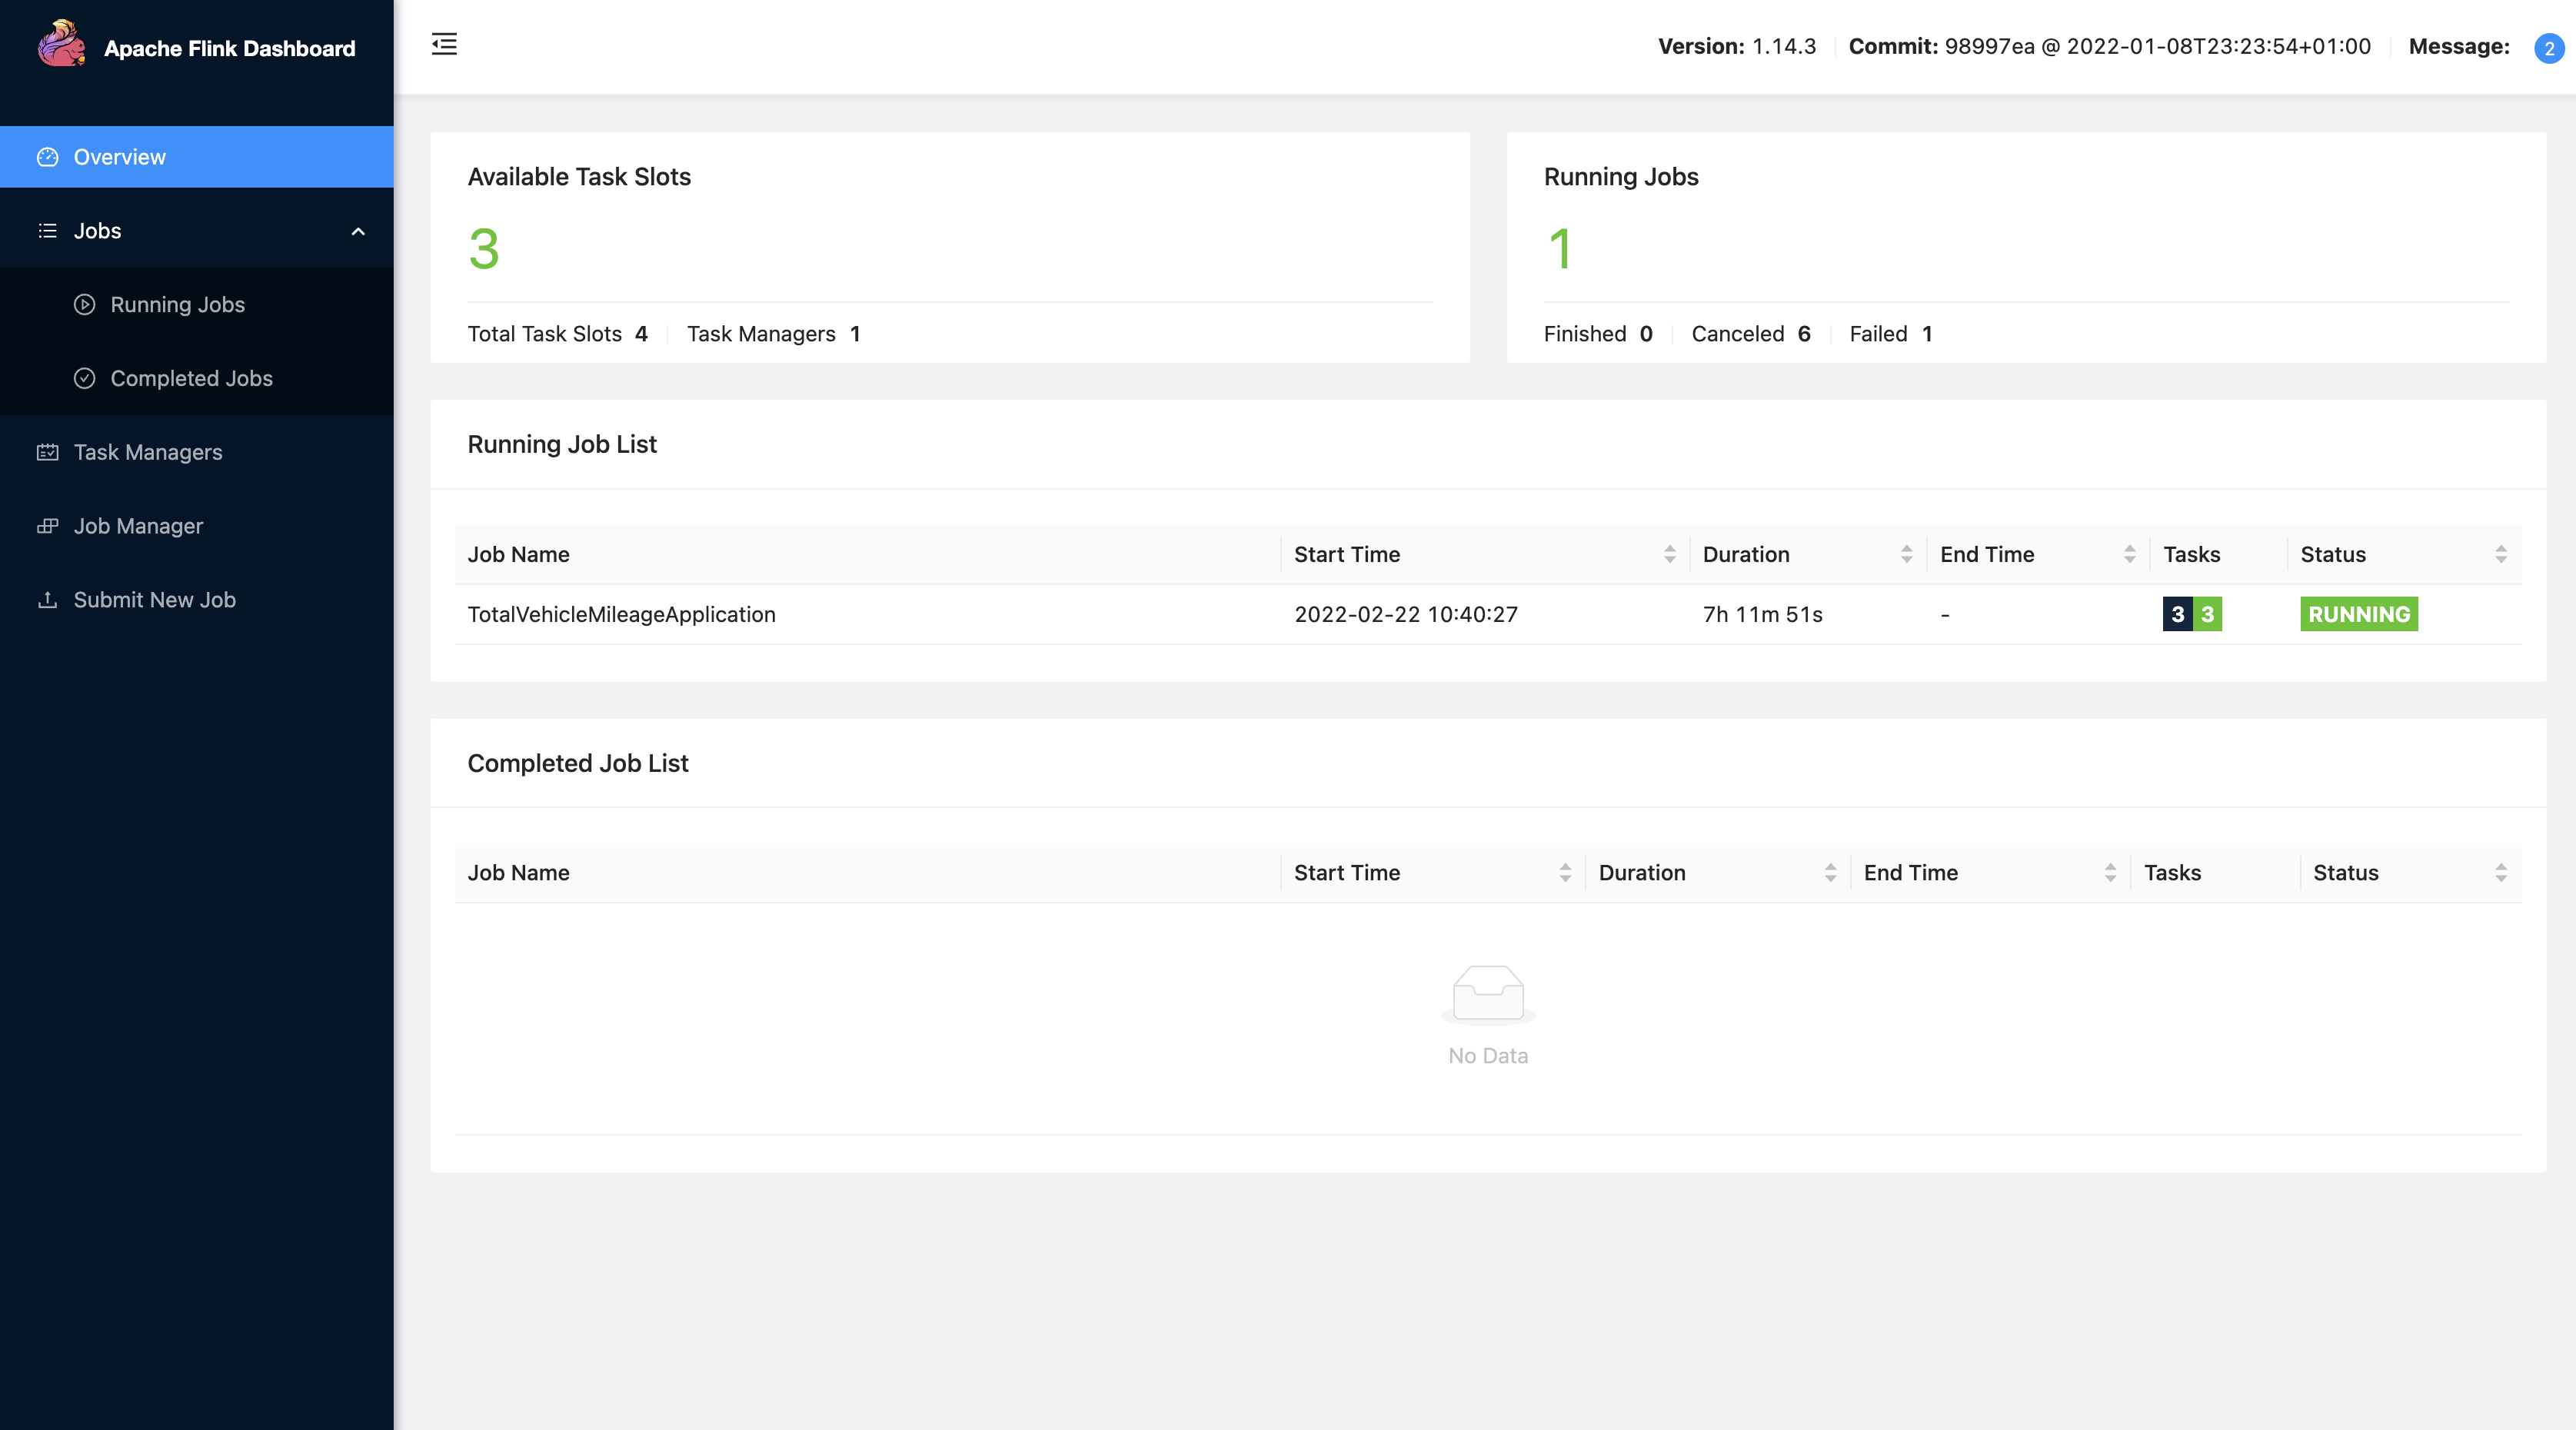 Apache Flink Dashboard
Version: 1.14.3 Commit: 98997ea @ 2022-01-08T23:23:54+01:00 Message: 2
Overview
Jobs
Running Jobs
Completed Jobs
Task Managers
Job Manager
Submit New Job
Available Task Slots
3
Total Task Slots 4 Task Managers 1
Running Jobs
1
Finished 0 Canceled 6 Failed 1
Running Job List
Job Name Start Time Duration End Time Tasks Status
TotalVehicleMileageApplication 2022-02-22 10:40:27 7h 11m 51s - 3 3 RUNNING
Completed Job List
Job Name Start Time Duration End Time Tasks Status
No Data